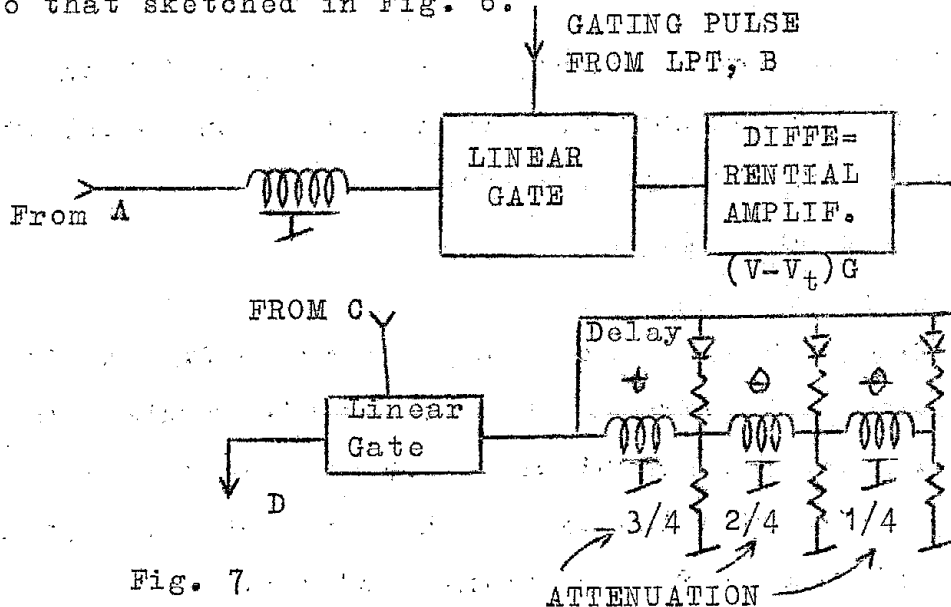 o that sketched in Fig. 6.
GATING PULSE
FROM LPT, B
LINEAR
GATE
DIFFE=
RENTIAL
AMPLIF.
From A
(V-Vt)G
FROM C
Delay
t θ θ
Linear
Gate
D
3/4 2/4 1/4
Fig. 7.
ATTENUATION